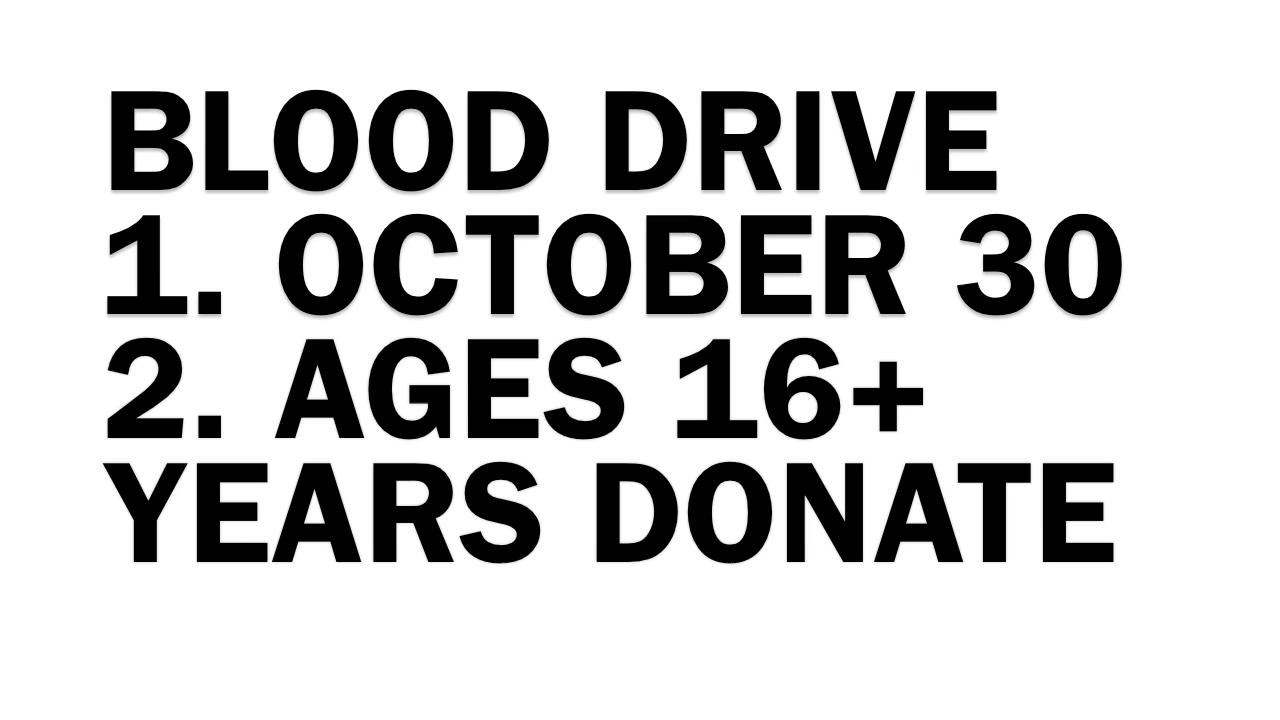 BLOOD DRIVE
1. OCTOBER 30
2. AGES 16+
YEARS DONATE